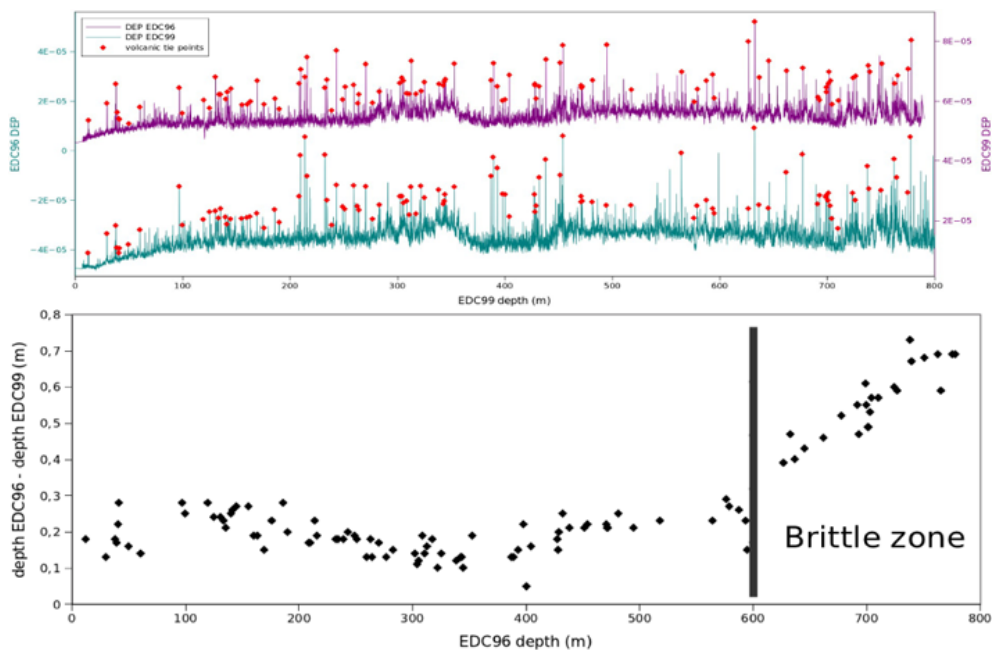 DEP EDC96
DEP EDC99
volcanic tie points
4E-05
2E-05
0
−2E-05
−4E-05
EDC96 DEP
8E-05
6E-05
4E-05
2E-05
EDC99 DEP
0 100 200 300 400 500 600 700 800
EDC99 depth (m)
0,8
0,7
0,6
0,5
0,4
0,3
0,2
0,1
0
depth EDC96 - depth EDC99 (m)
Brittle zone
0 100 200 300 400 500 600 700 800
EDC96 depth (m)